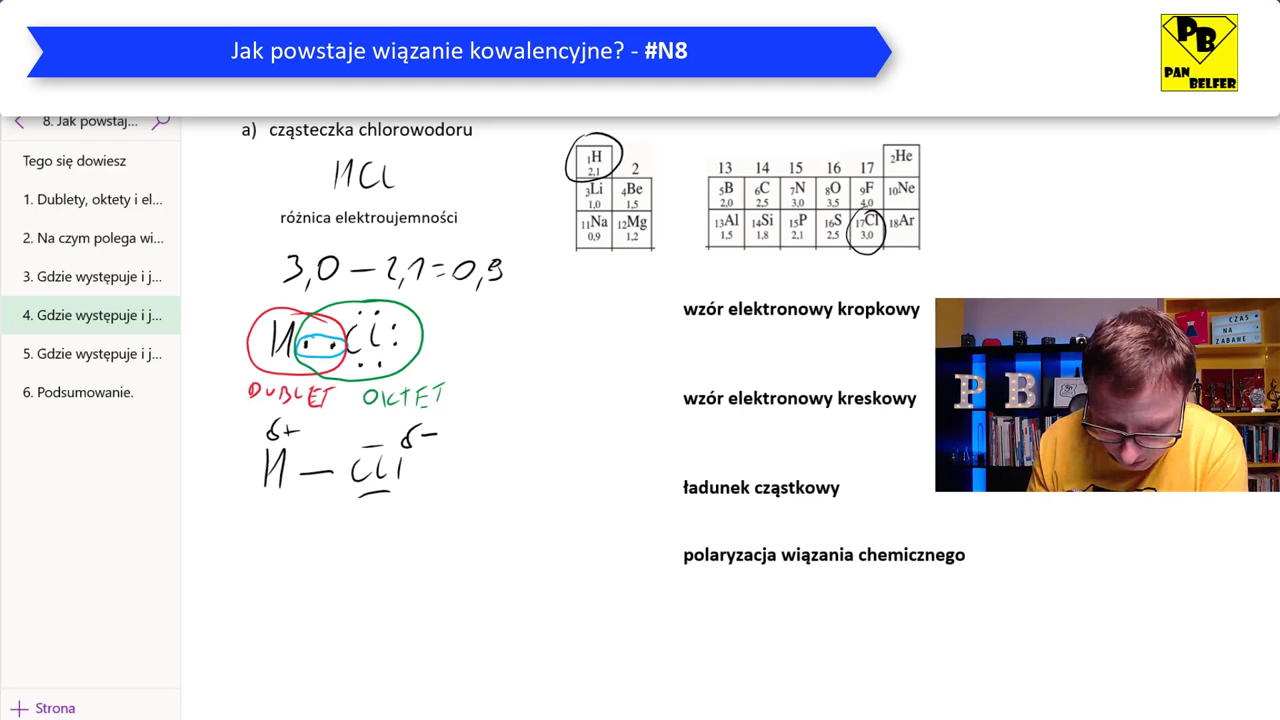 Jak powstaje wiązanie kowalencyjne? - #N8
PB
PAN
BELFER
8. Jak powstaj...
Tego się dowiesz
1. Dublety, oktety i el...
2. Na czym polega wi...
3. Gdzie występuje i j...
4. Gdzie występuje i j...
5. Gdzie występuje i j...
6. Podsumowanie.
Strona
a) cząsteczka chlorowodoru
HCl
różnica elektroujemności
3,0 – 2,1 = 0,9
H : Cl
DUBLET OKTET
δ+ δ–
H – Cl
1H 2 13 14 15 16 17 2He
2,1
3Li 4Be 5B 6C 7N 8O 9F 10Ne
1,0 1,5 2,0 2,5 3,0 3,5 4,0
11Na 12Mg 13Al 14Si 15P 16S 17Cl 18Ar
0,9 1,2 1,5 1,8 2,1 2,5 3,0
wzór elektronowy kropkowy
wzór elektronowy kreskowy
ładunek cząstkowy
polaryzacja wiązania chemicznego
CZAS
NA
ZABAWE
P B